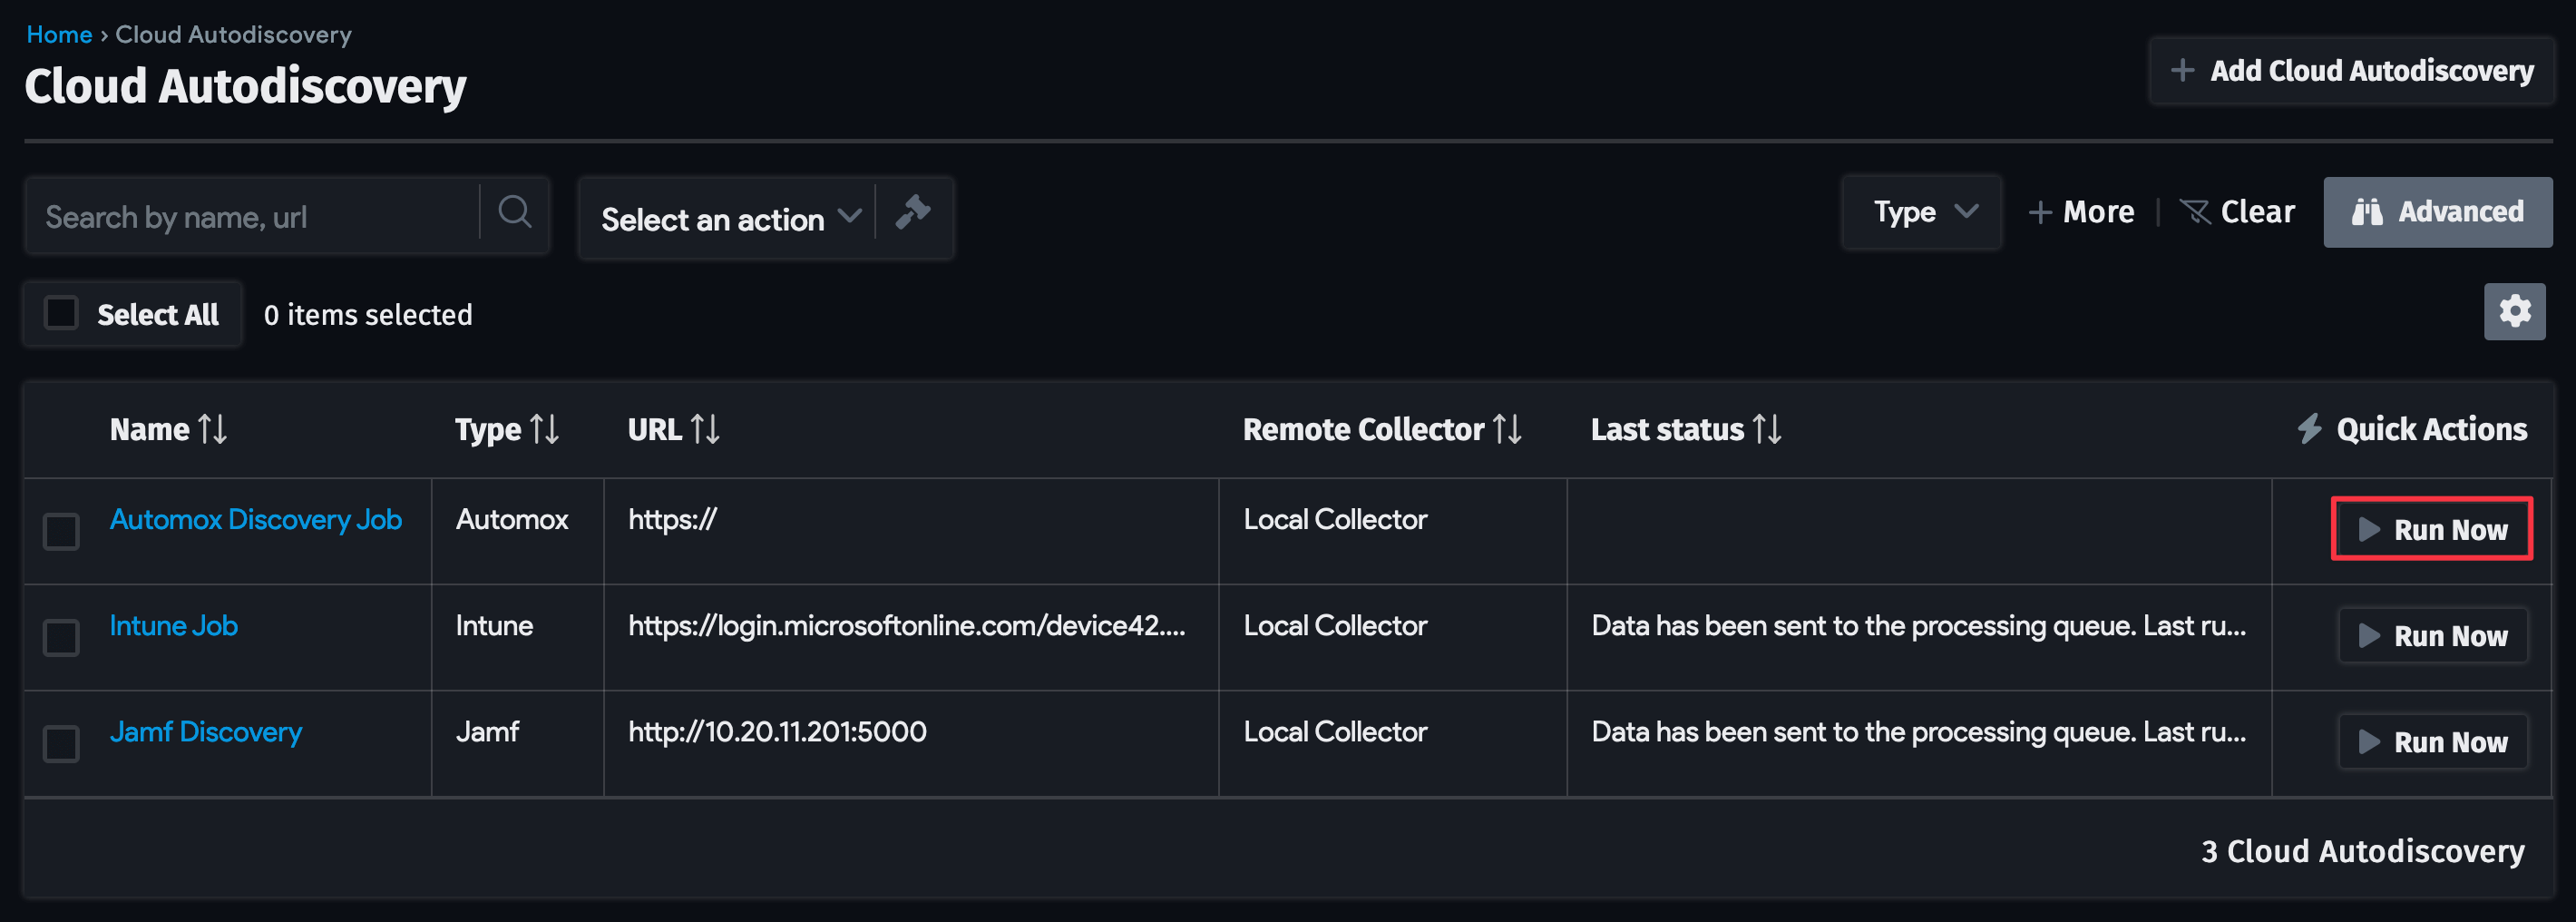 Home › Cloud Autodiscovery
Cloud Autodiscovery
+ Add Cloud Autodiscovery
Search by name, url
Select an action
Type
+ More | Clear
Advanced
Select All
0 items selected
Name Type URL Remote Collector Last status Quick Actions
Automox Discovery Job Automox https:// Local Collector Run Now
Intune Job Intune https://login.microsoftonline.com/device42.... Local Collector Data has been sent to the processing queue. Last ru... Run Now
Jamf Discovery Jamf http://10.20.11.201:5000 Local Collector Data has been sent to the processing queue. Last ru... Run Now
3 Cloud Autodiscovery